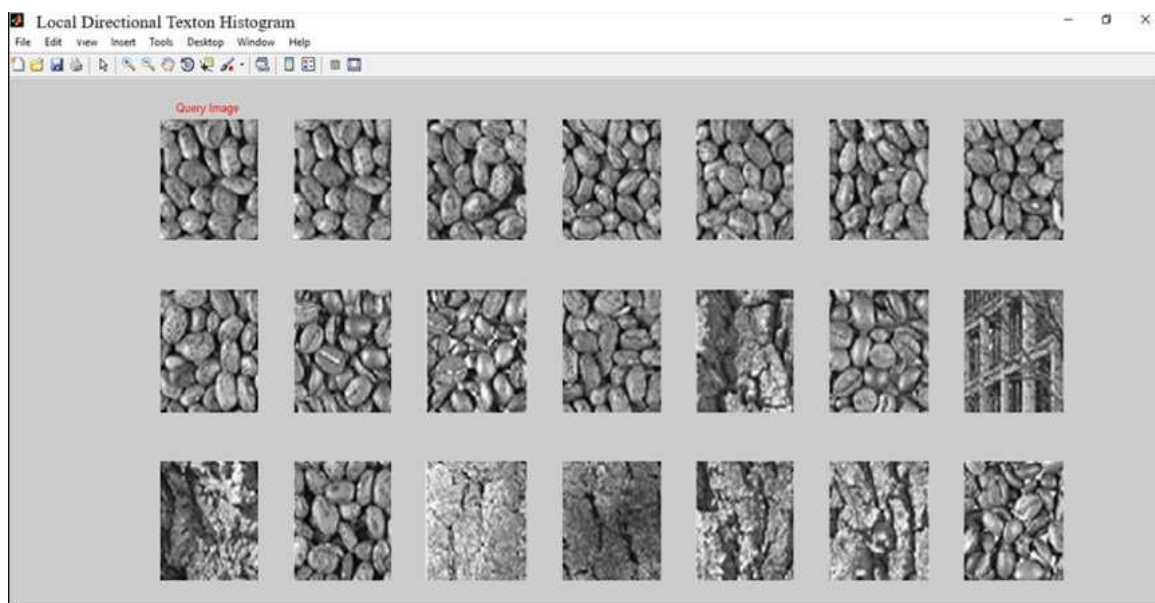 Local Directional Texton Histogram
File Edit View Insert Tools Desktop Window Help
Query Image